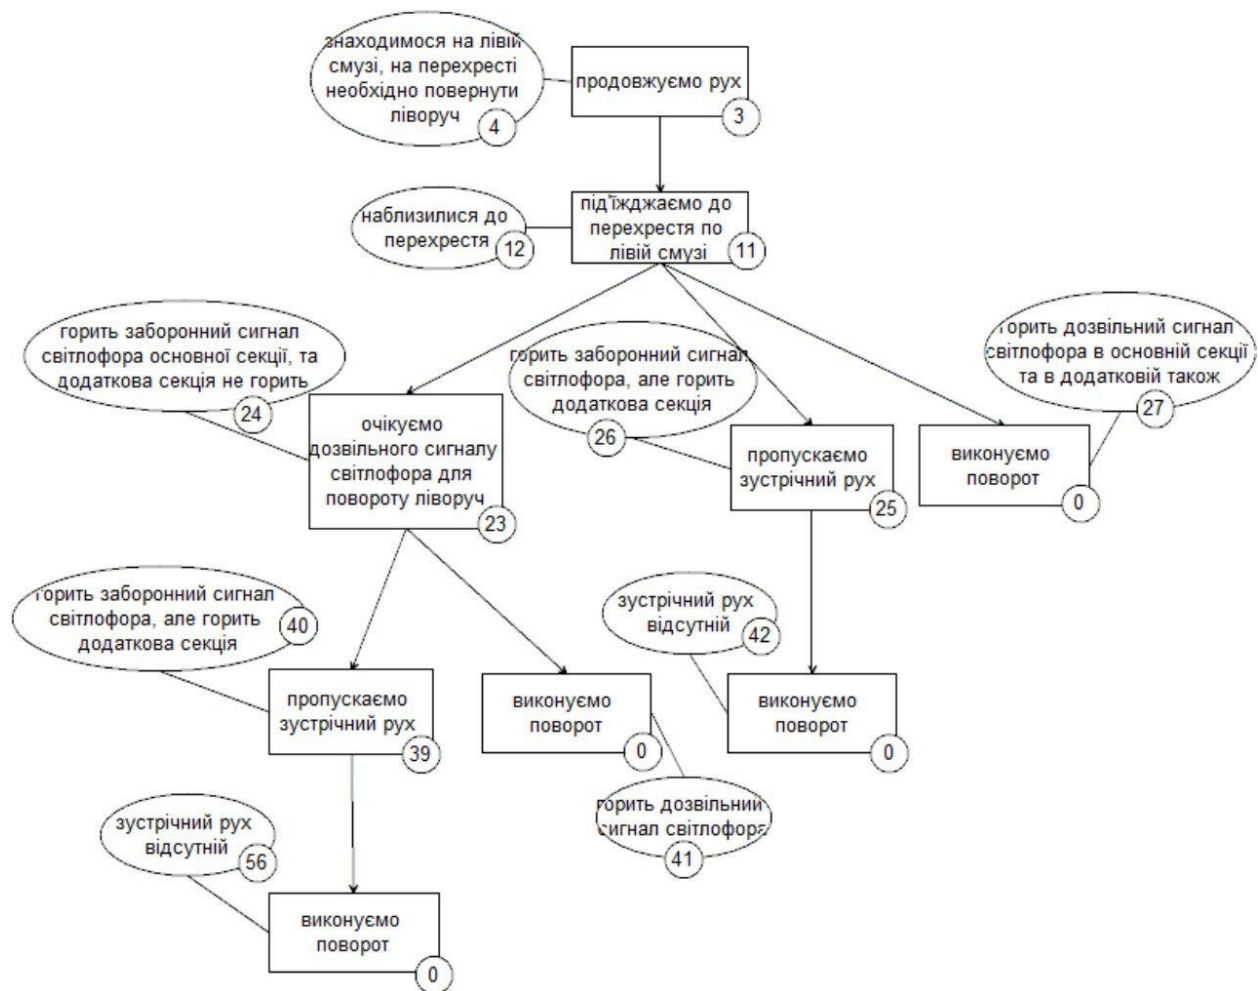 знаходимося на лівій
смузі, на перехресті
необхідно повернути
ліворуч
4
продовжуємо рух
3
наблизилися до
перехрестя
12
під'їжджаємо до
перехрестя по
лівій смузі
11
горить заборонний сигнал
світлофора основної секції, та
додаткова секція не горить
24
горить заборонний сигнал
світлофора, але горить
додаткова секція
26
горить дозвільний сигнал
світлофора в основній секції
та в додатковій також
27
очікуємо
дозвільного сигналу
світлофора для
повороту ліворуч
23
пропускаємо
зустрічний рух
25
виконуємо
поворот
0
горить заборонний сигнал
світлофора, але горить
додаткова секція
40
зустрічний рух
відсутній
42
пропускаємо
зустрічний рух
39
виконуємо
поворот
0
виконуємо
поворот
0
горить дозвільний
сигнал світлофора
41
зустрічний рух
відсутній
56
виконуємо
поворот
0